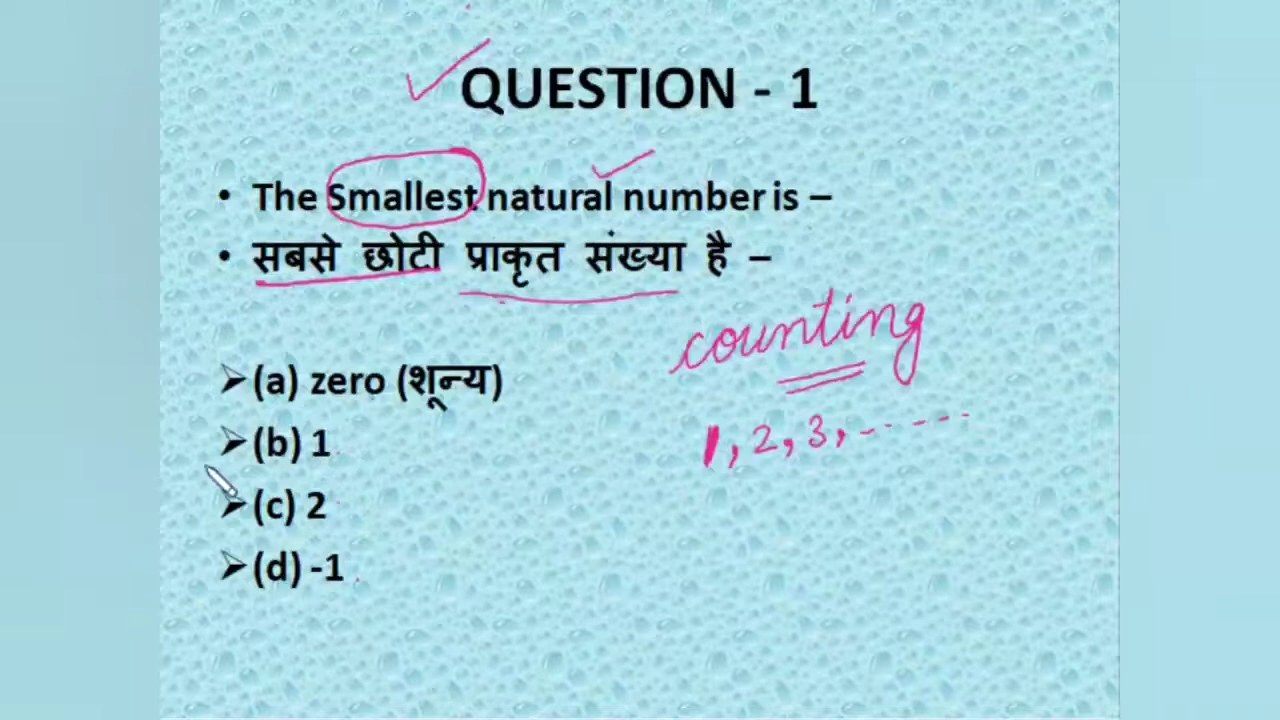 QUESTION - 1
• The Smallest natural number is –
• सबसे छोटी प्राकृत संख्या है –
counting
➢(a) zero (शून्य)
1, 2, 3, ........
➢(b) 1
➢(c) 2
➢(d) -1